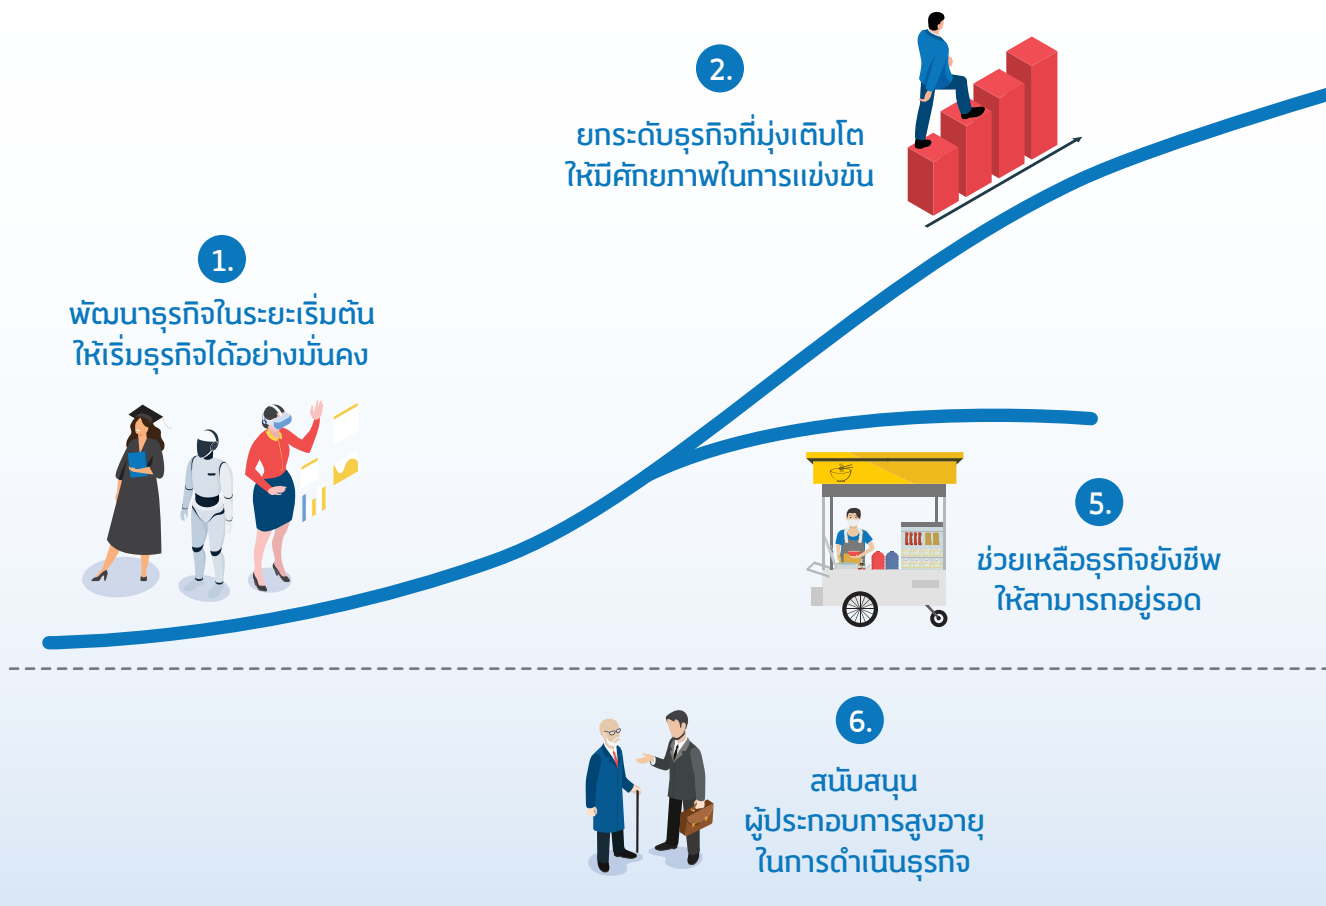 1.
พัฒนาธุรกิจในระยะเริ่มต้น
ให้เริ่มธุรกิจได้อย่างมั่นคง
2.
ยกระดับธุรกิจที่มุ่งเติบโต
ให้มีศักยภาพในการแข่งขัน
5.
ช่วยเหลือธุรกิจยังชีพ
ให้สามารถอยู่รอด
6.
สนับสนุน
ผู้ประกอบการสูงอายุ
ในการดำเนินธุรกิจ